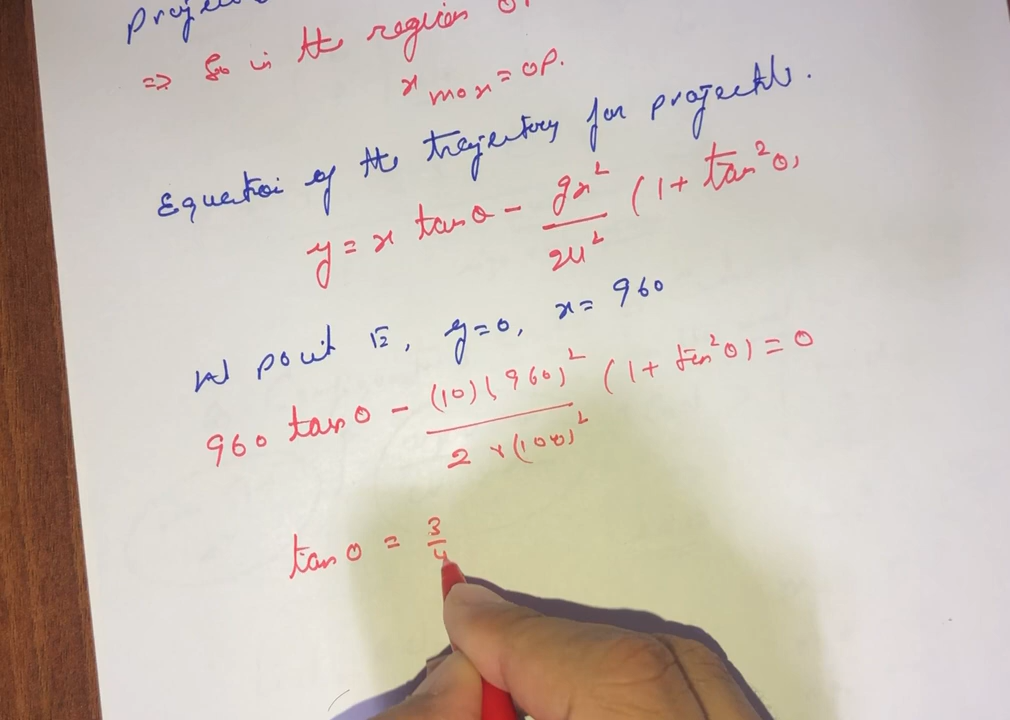 => So in the region
x max = OP.
Equation of the trajectory for projectile.
y = x tan θ - gx² / 2u² (1 + tan²θ)
At point E, y=0, x= 960
960 tan θ - (10)(960)² / 2 × (100)² (1 + tan²θ) = 0
tan θ = 3/4